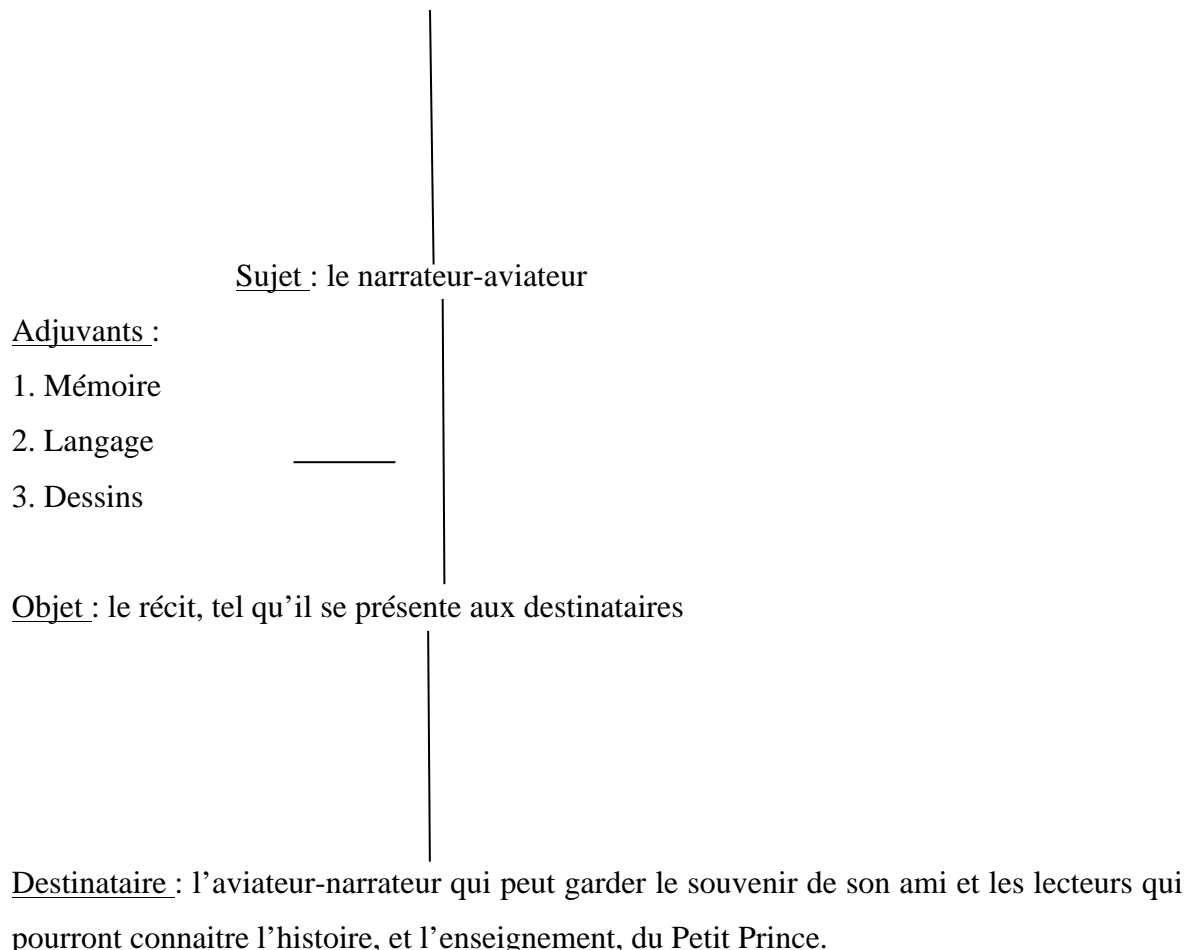 Sujet : le narrateur-aviateur
Adjuvants :
1. Mémoire
2. Langage
3. Dessins
Objet : le récit, tel qu’il se présente aux destinataires
Destinataire : l’aviateur-narrateur qui peut garder le souvenir de son ami et les lecteurs qui
pourront connaitre l’histoire, et l’enseignement, du Petit Prince.